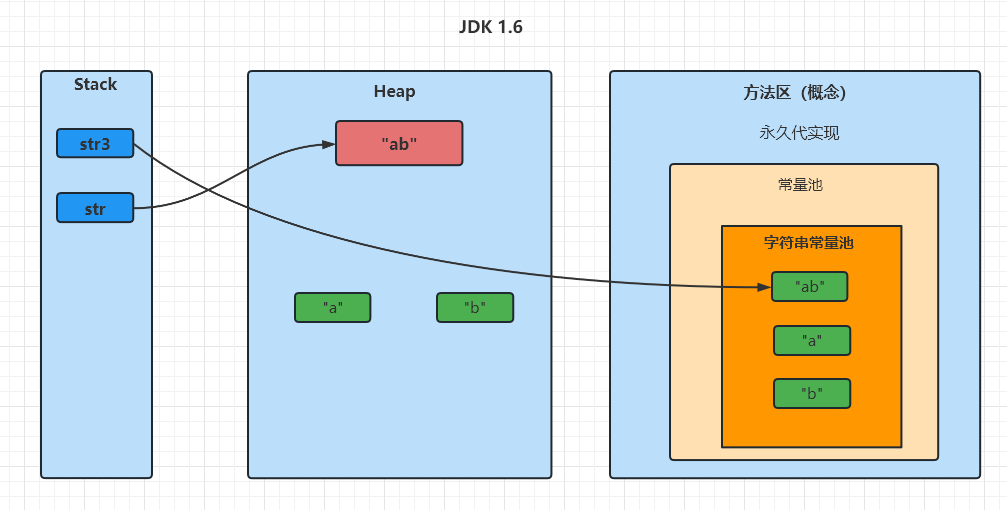 JDK 1.6
Stack
str3
str
Heap
"ab"
"a"
"b"
方法区（概念）
永久代实现
常量池
字符串常量池
"ab"
"a"
"b"